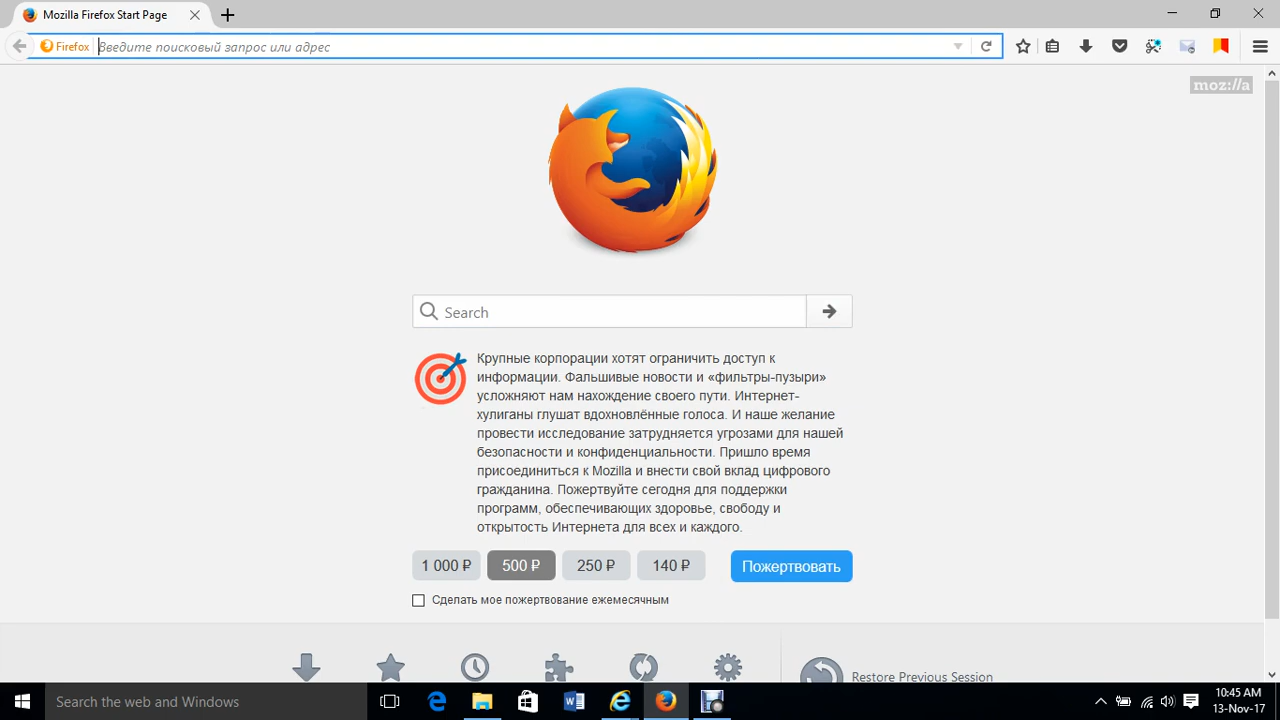 Mozilla Firefox Start Page
Firefox
Введите поисковый запрос или адрес
moz://a
Search
Крупные корпорации хотят ограничить доступ к
информации. Фальшивые новости и «фильтры-пузыри»
усложняют нам нахождение своего пути. Интернет-
хулиганы глушат вдохновлённые голоса. И наше желание
провести исследование затрудняется угрозами для нашей
безопасности и конфиденциальности. Пришло время
присоединиться к Mozilla и внести свой вклад цифрового
гражданина. Пожертвуйте сегодня для поддержки
программ, обеспечивающих здоровье, свободу и
открытость Интернета для всех и каждого.
1 000 ₽ 500 ₽ 250 ₽ 140 ₽ Пожертвовать
Сделать мое пожертвование ежемесячным
Restore Previous Session
Search the web and Windows
10:45 AM
13-Nov-17